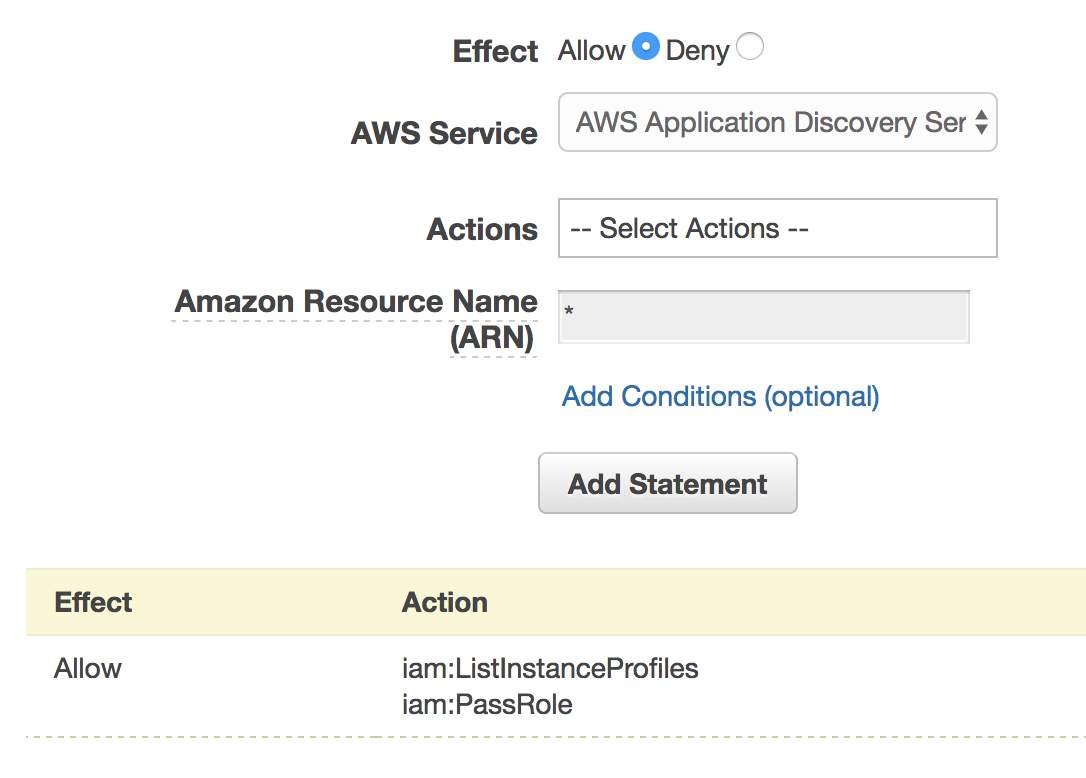 Effect Allow Deny
AWS Service AWS Application Discovery Ser
Actions -- Select Actions --
Amazon Resource Name
(ARN)
*
Add Conditions (optional)
Add Statement
Effect Action
Allow iam:ListInstanceProfiles
iam:PassRole